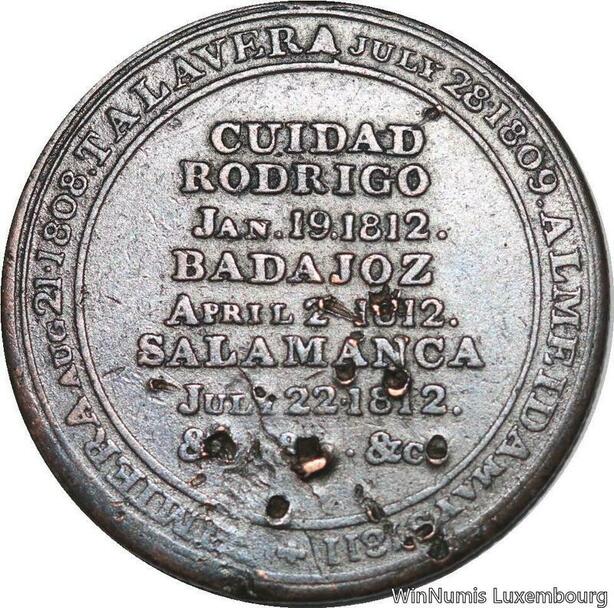 VIMIERA AUG 21·1808. TALAVERA JULY 28·1809. ALMEIDA MAY 5·1811
CUIDAD
RODRIGO
JAN. 19. 1812.
BADAJOZ
APRIL 2 1812.
SALAMANCA
JULY 22·1812.
&c &c. &c
WinNumis Luxembourg